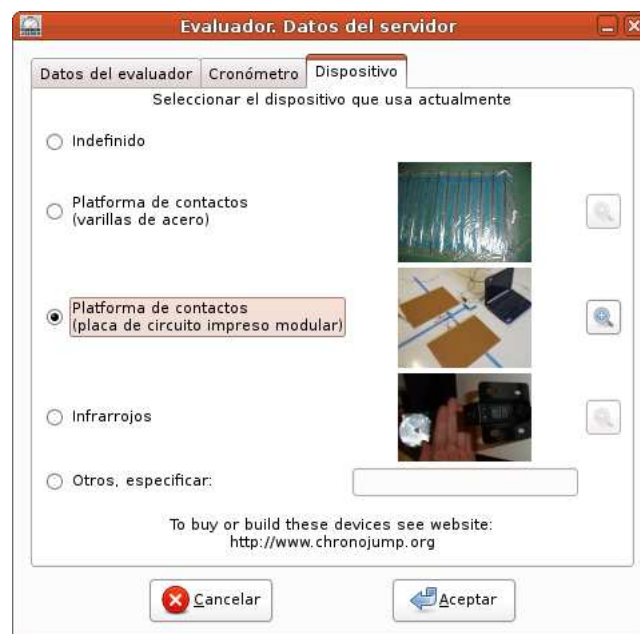 Evaluador. Datos del servidor
Datos del evaluador Cronómetro Dispositivo
Seleccionar el dispositivo que usa actualmente
Indefinido
Platforma de contactos
(varillas de acero)
Platforma de contactos
(placa de circuito impreso modular)
Infrarrojos
Otros, especificar:
To buy or build these devices see website:
http://www.chronojump.org
Cancelar Aceptar